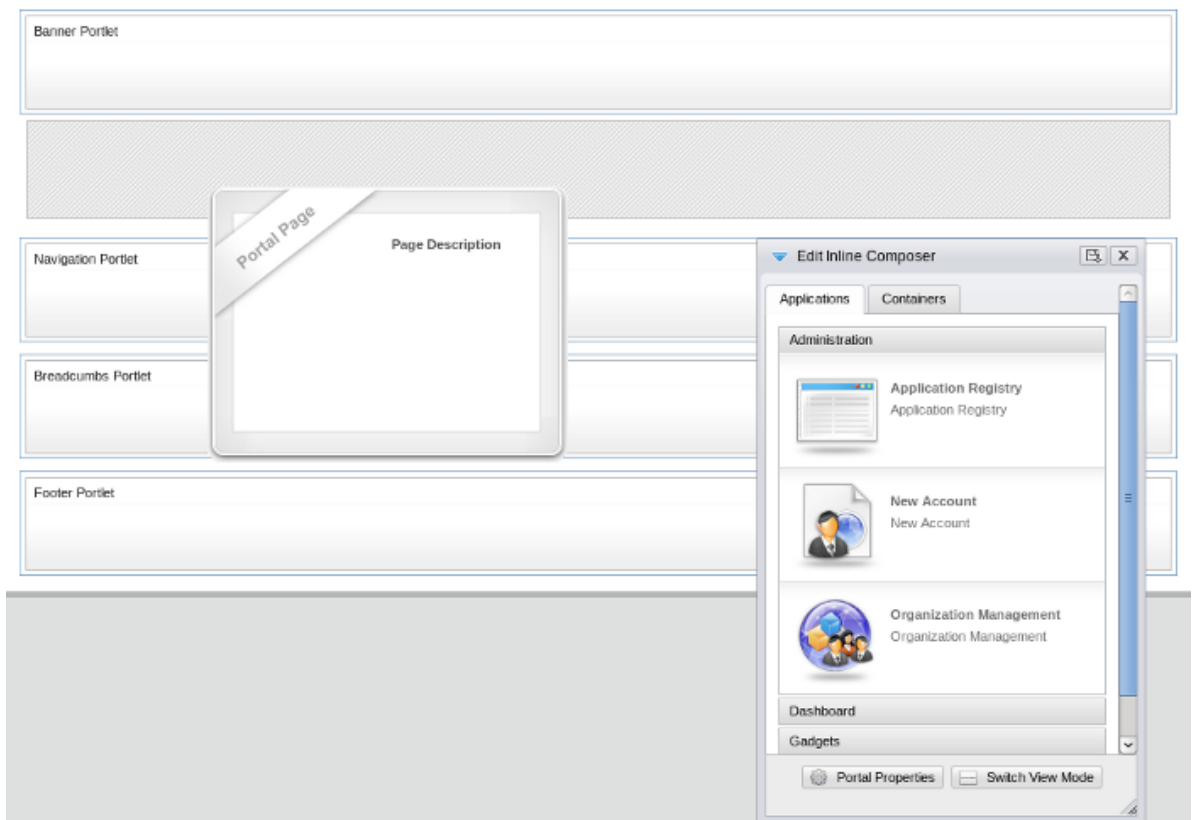 Banner Portlet
Portal Page
Page Description
Navigation Portlet
Breadcumbs Portlet
Footer Portlet
Edit Inline Composer
Applications
Containers
Administration
Application Registry
Application Registry
New Account
New Account
Organization Management
Organization Management
Dashboard
Gadgets
Portal Properties
Switch View Mode